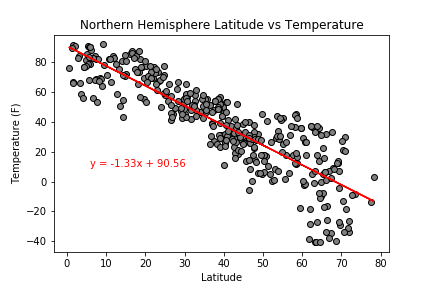 Northern Hemisphere Latitude vs Temperature
Temperature (F)
80
60
40
20
0
−20
−40
y = -1.33x + 90.56
0 10 20 30 40 50 60 70 80
Latitude